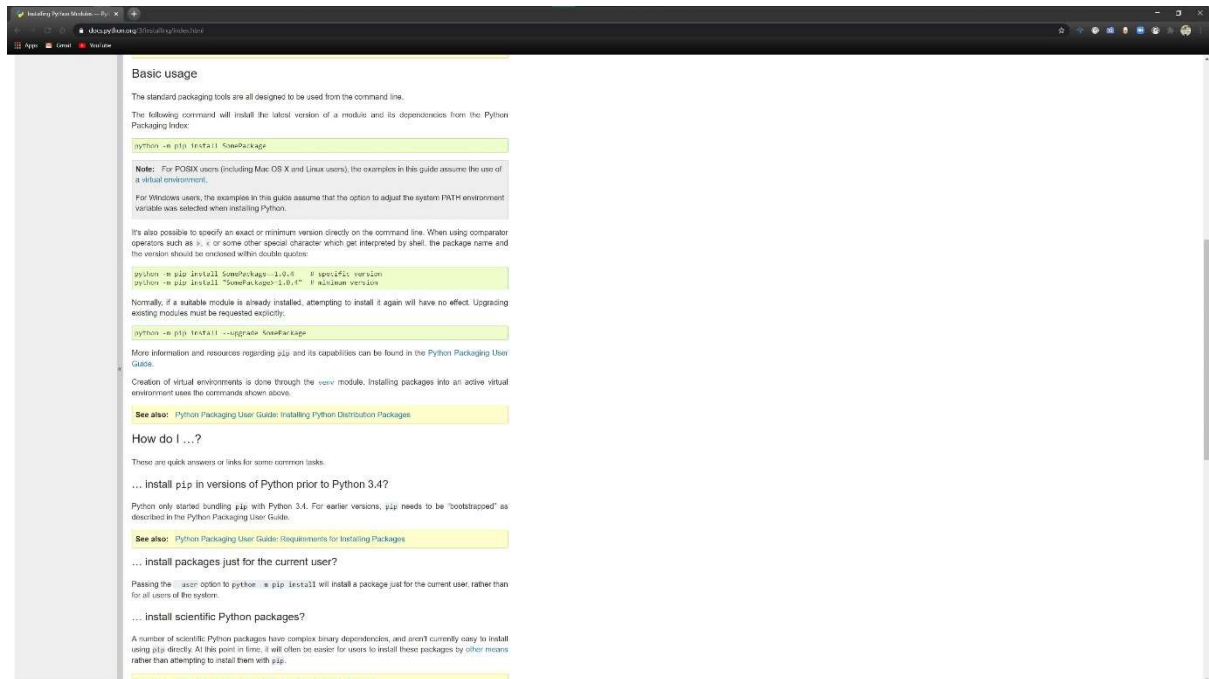 Installing Python Modules — Py
docs.python.org/3/installing/index.html
Apps Gmail YouTube
Basic usage
The standard packaging tools are all designed to be used from the command line.
The following command will install the latest version of a module and its dependencies from the Python
Packaging Index:
python -m pip install SomePackage
Note: For POSIX users (including Mac OS X and Linux users), the examples in this guide assume the use of
a virtual environment.
For Windows users, the examples in this guide assume that the option to adjust the system PATH environment
variable was selected when installing Python.
It's also possible to specify an exact or minimum version directly on the command line. When using comparator
operators such as >, < or some other special character which get interpreted by shell, the package name and
the version should be enclosed within double quotes:
python -m pip install SomePackage==1.0.4 # specific version
python -m pip install "SomePackage>=1.0.4" # minimum version
Normally, if a suitable module is already installed, attempting to install it again will have no effect. Upgrading
existing modules must be requested explicitly:
python -m pip install --upgrade SomePackage
More information and resources regarding pip and its capabilities can be found in the Python Packaging User
Guide.
Creation of virtual environments is done through the venv module. Installing packages into an active virtual
environment uses the commands shown above.
See also: Python Packaging User Guide: Installing Python Distribution Packages
How do I …?
These are quick answers or links for some common tasks.
… install pip in versions of Python prior to Python 3.4?
Python only started bundling pip with Python 3.4. For earlier versions, pip needs to be "bootstrapped" as
described in the Python Packaging User Guide.
See also: Python Packaging User Guide: Requirements for Installing Packages
… install packages just for the current user?
Passing the --user option to python -m pip install will install a package just for the current user, rather than
for all users of the system.
… install scientific Python packages?
A number of scientific Python packages have complex binary dependencies, and aren't currently easy to install
using pip directly. At this point in time, it will often be easier for users to install these packages by other means
rather than attempting to install them with pip.